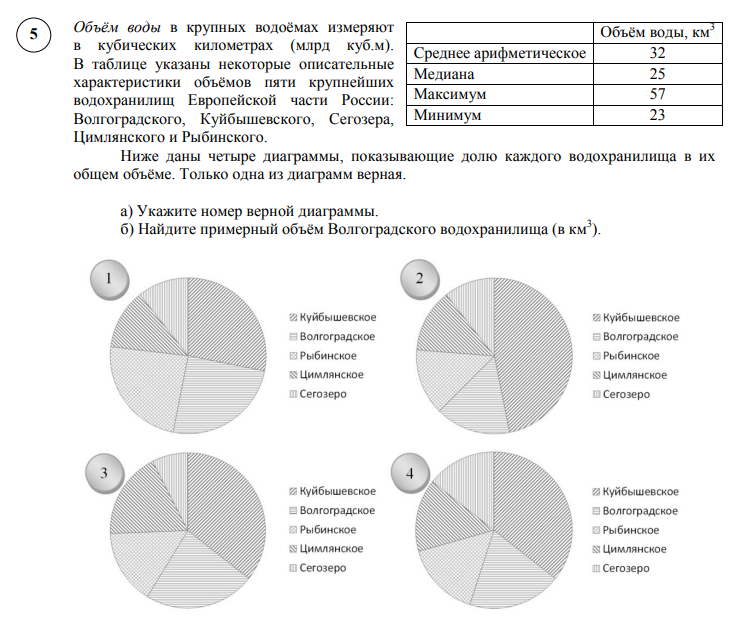 5
Объём воды в крупных водоёмах измеряют
в кубических километрах (млрд куб.м).
В таблице указаны некоторые описательные
характеристики объёмов пяти крупнейших
водохранилищ Европейской части России:
Волгоградского, Куйбышевского, Сегозера,
Цимлянского и Рыбинского.
Объем воды, км³
Среднее арифметическое 32
Медиана 25
Максимум 57
Минимум 23
Ниже даны четыре диаграммы, показывающие долю каждого водохранилища в их
общем объёме. Только одна из диаграмм верная.
а) Укажите номер верной диаграммы.
б) Найдите примерный объём Волгоградского водохранилища (в км³).
1
Куйбышевское
Волгоградское
Рыбинское
Цимлянское
Сегозеро
2
Куйбышевское
Волгоградское
Рыбинское
Цимлянское
Сегозеро
3
Куйбышевское
Волгоградское
Рыбинское
Цимлянское
Сегозеро
4
Куйбышевское
Волгоградское
Рыбинское
Цимлянское
Сегозеро